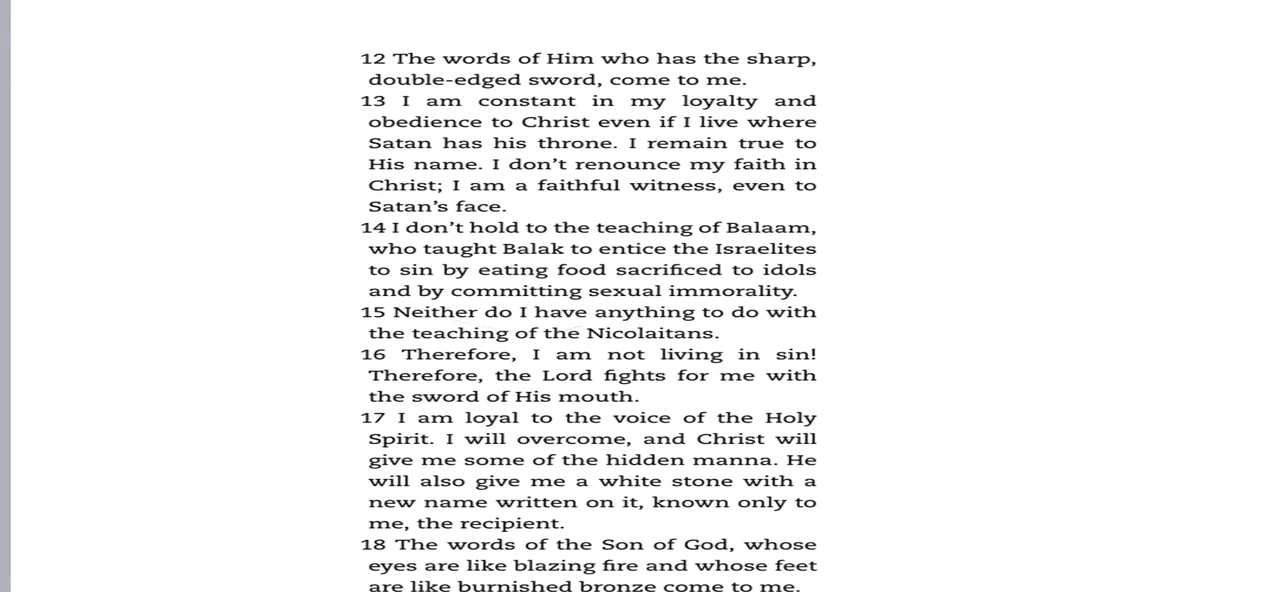 12 The words of Him who has the sharp,
double-edged sword, come to me.
13 I am constant in my loyalty and
obedience to Christ even if I live where
Satan has his throne. I remain true to
His name. I don’t renounce my faith in
Christ; I am a faithful witness, even to
Satan’s face.
14 I don’t hold to the teaching of Balaam,
who taught Balak to entice the Israelites
to sin by eating food sacrificed to idols
and by committing sexual immorality.
15 Neither do I have anything to do with
the teaching of the Nicolaitans.
16 Therefore, I am not living in sin!
Therefore, the Lord fights for me with
the sword of His mouth.
17 I am loyal to the voice of the Holy
Spirit. I will overcome, and Christ will
give me some of the hidden manna. He
will also give me a white stone with a
new name written on it, known only to
me, the recipient.
18 The words of the Son of God, whose
eyes are like blazing fire and whose feet
are like burnished bronze come to me.